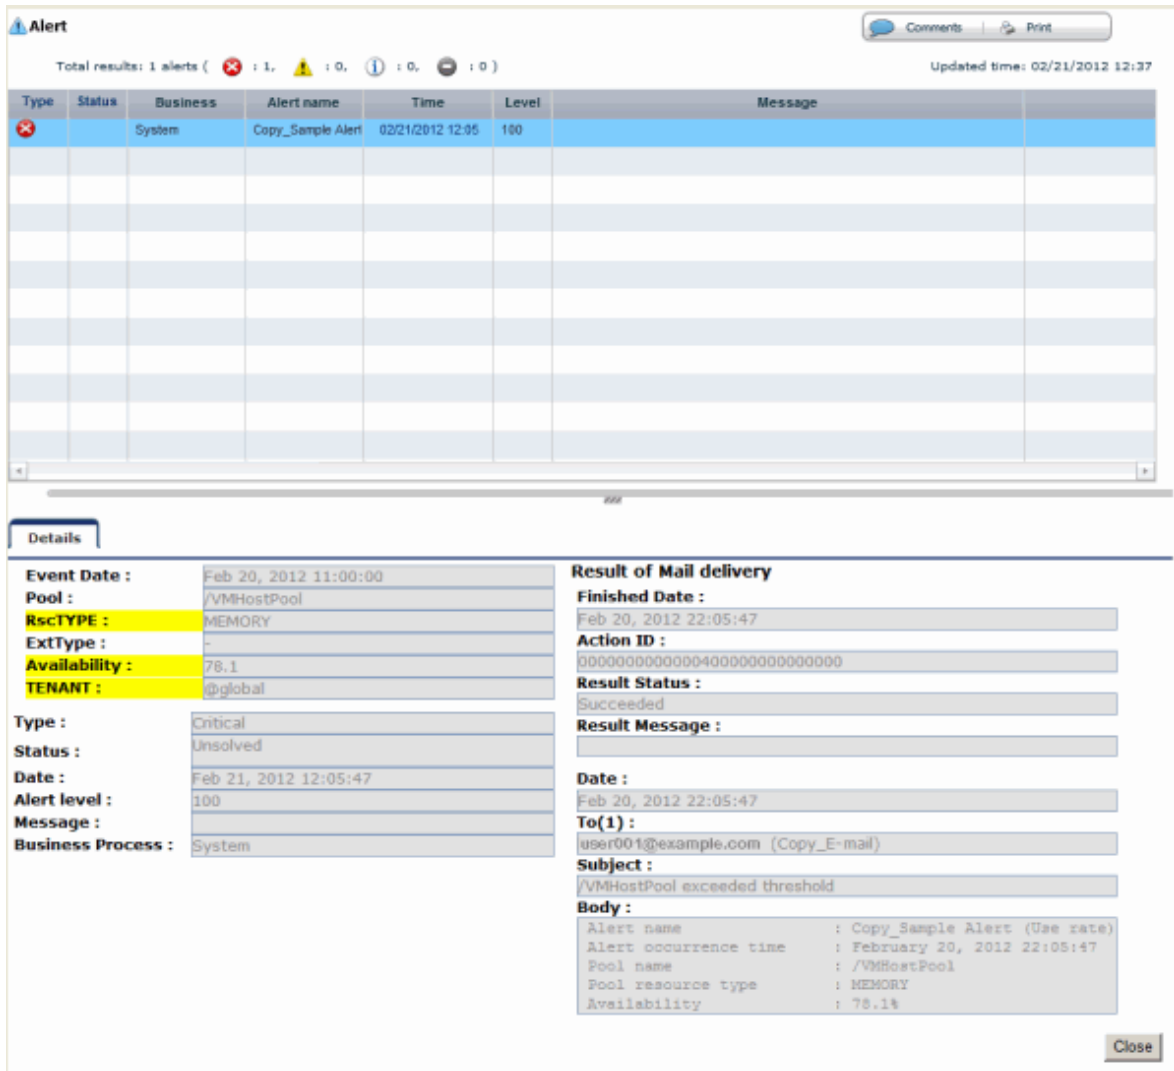 Alert
Comments | Print
Total results: 1 alerts ( : 1, : 0, : 0, : 0 )
Updated time: 02/21/2012 12:37
Type Status Business Alert name Time Level Message
System Copy_Sample Alert 02/21/2012 12:05 100
Details
Event Date : Feb 20, 2012 11:00:00
Pool : /VMHostPool
RscTYPE : MEMORY
ExtType : -
Availability : 78.1
TENANT : @global
Type : Critical
Status : Unsolved
Date : Feb 21, 2012 12:05:47
Alert level : 100
Message :
Business Process : System
Result of Mail delivery
Finished Date :
Feb 20, 2012 22:05:47
Action ID :
Result Status :
Succeeded
Result Message :
Date :
Feb 20, 2012 22:05:47
To(1) :
user001@example.com (Copy_E-mail)
Subject :
/VMHostPool exceeded threshold
Body :
Alert name : Copy_Sample Alert (Use rate)
Alert occurrence time : February 20, 2012 22:05:47
Pool name : /VMHostPool
Pool resource type : MEMORY
Availability : 78.1%
Close